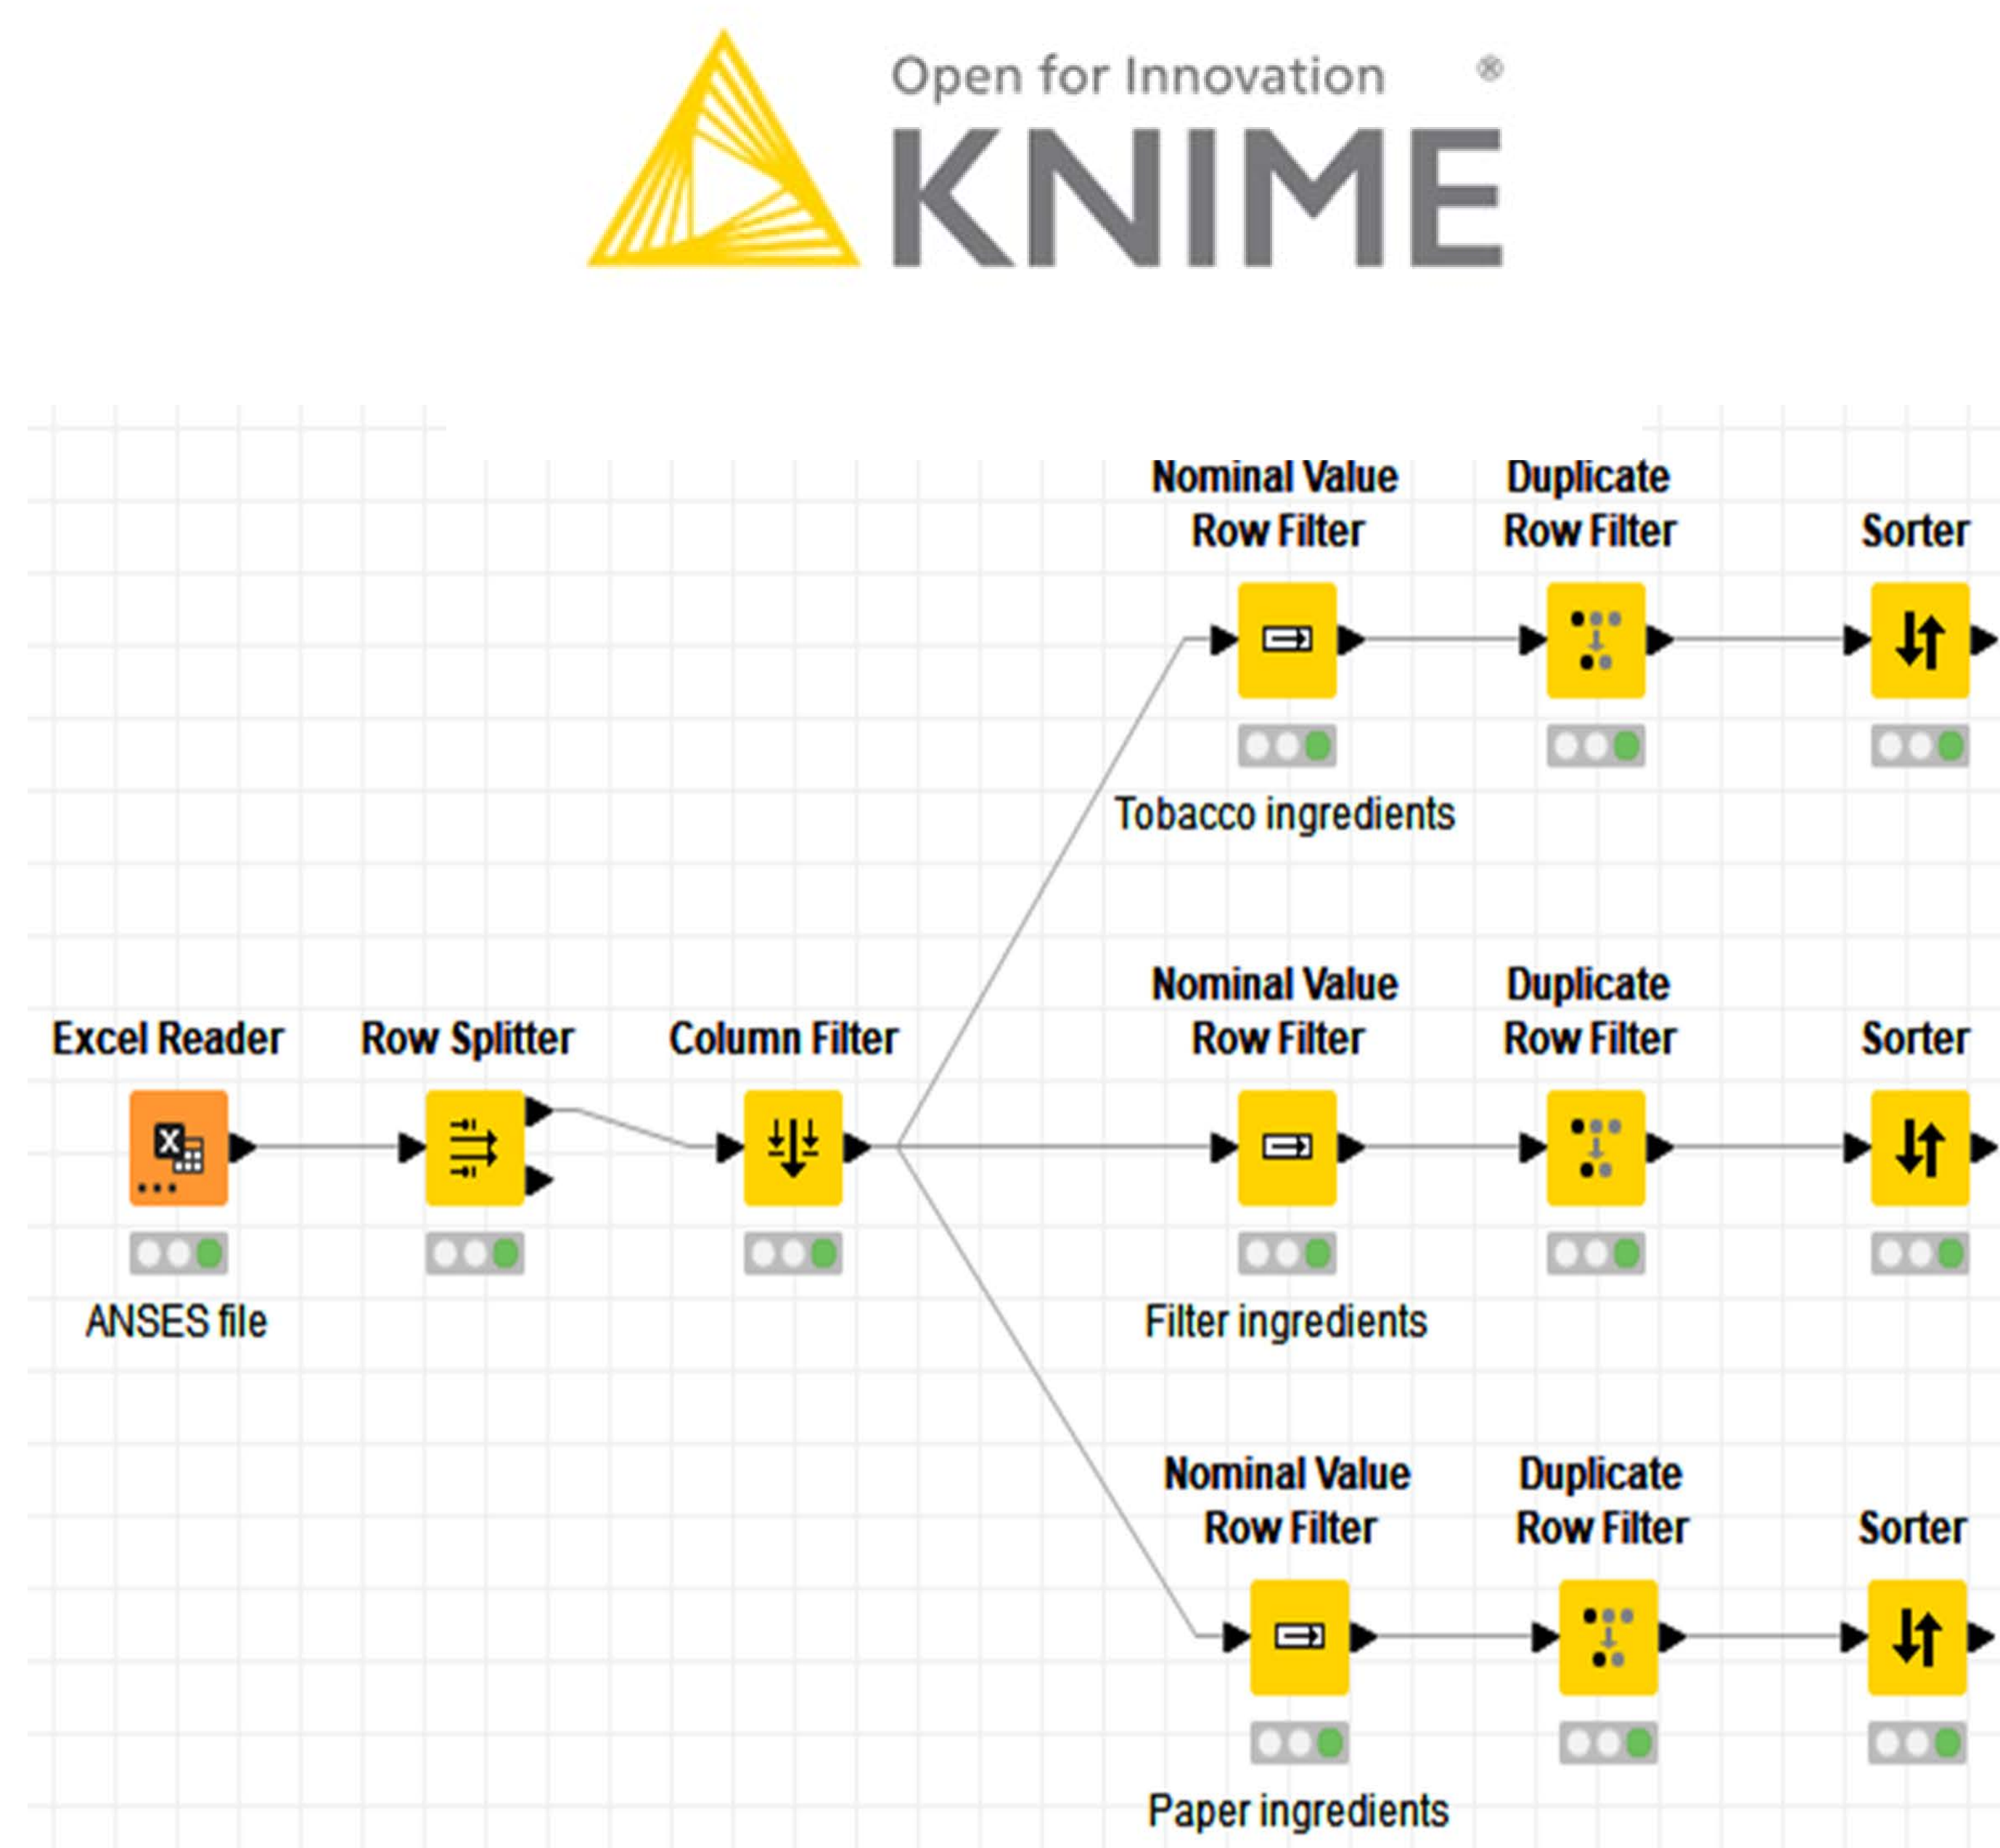 Open for Innovation ®
KNIME
Nominal Value
Row Filter
Duplicate
Row Filter
Sorter
Tobacco ingredients
Excel Reader
Row Splitter
Column Filter
Nominal Value
Row Filter
Duplicate
Row Filter
Sorter
ANSES file
Filter ingredients
Nominal Value
Row Filter
Duplicate
Row Filter
Sorter
Paper ingredients